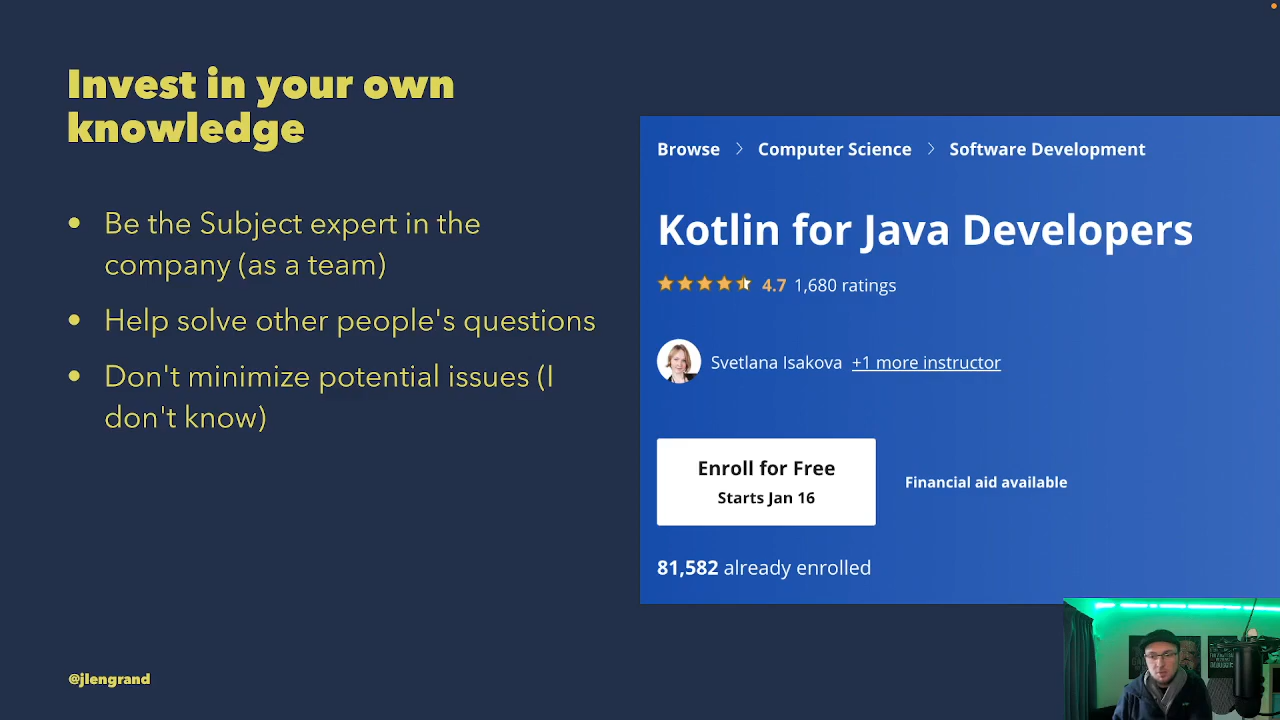 Invest in your own
knowledge
• Be the Subject expert in the
company (as a team)
• Help solve other people's questions
• Don't minimize potential issues (I
don't know)
@jlengrand
Browse > Computer Science > Software Development
Kotlin for Java Developers
4.7 1,680 ratings
Svetlana Isakova +1 more instructor
Enroll for Free
Starts Jan 16
Financial aid available
81,582 already enrolled